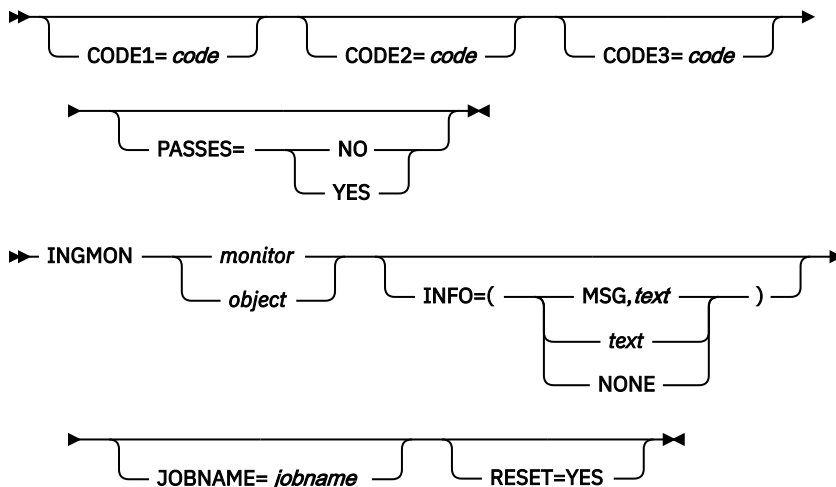 CODE1= code CODE2= code CODE3= code
PASSES= NO
YES
INGMON monitor
object
INFO=( MSG,text )
text
NONE
JOBNAME= jobname RESET=YES